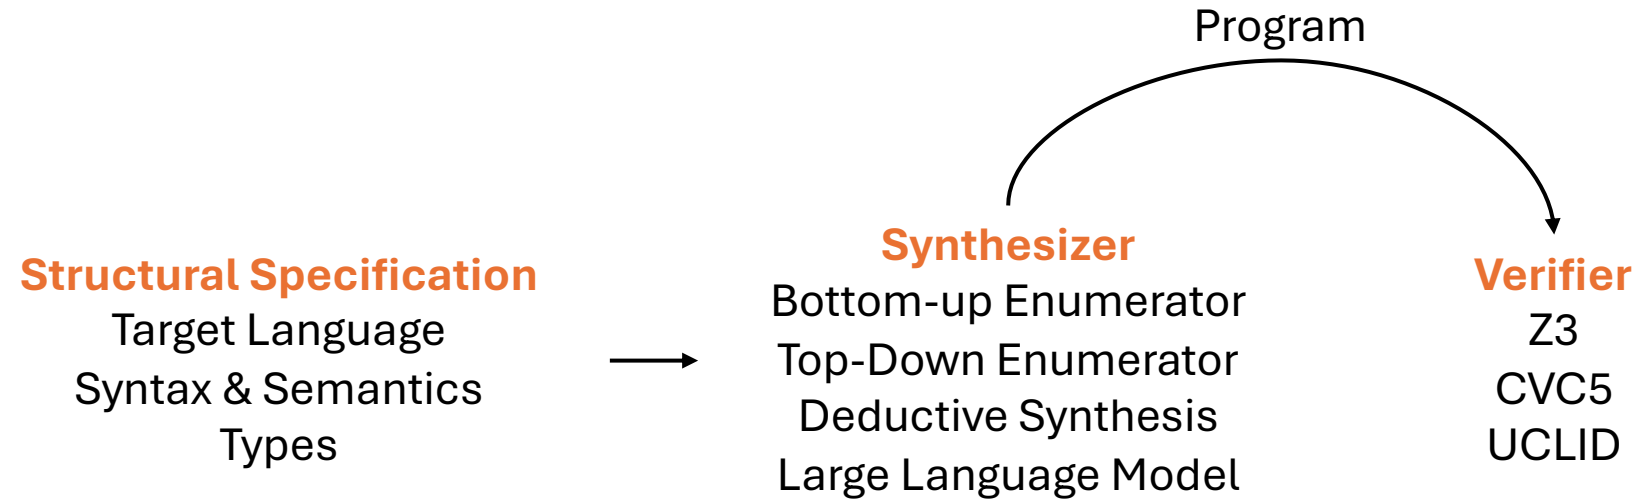 Program
Structural Specification
Target Language
Syntax & Semantics
Types
Synthesizer
Bottom-up Enumerator
Top-Down Enumerator
Deductive Synthesis
Large Language Model
Verifier
Z3
CVC5
UCLID